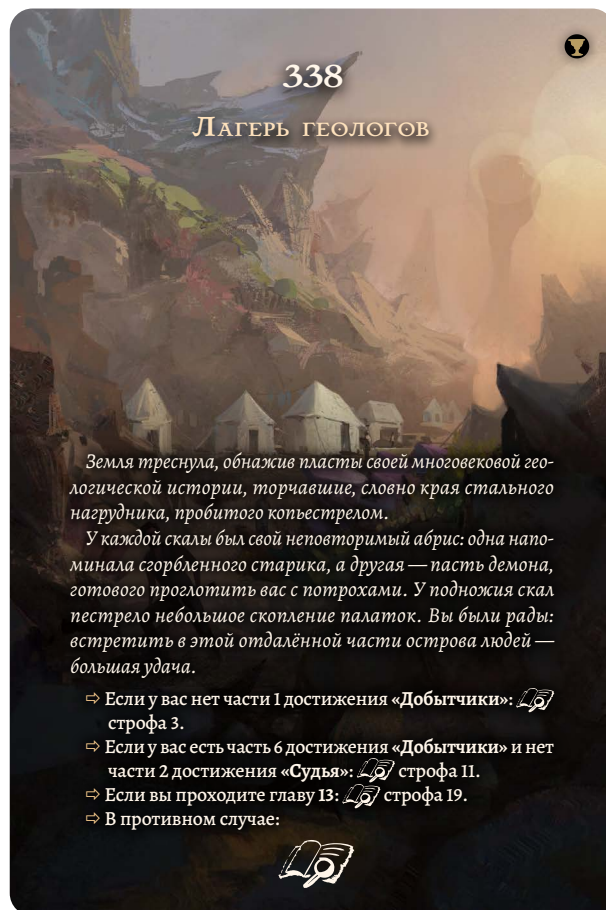 338
Лагерь геологов
Земля треснула, обнажив пласты своей многовековой гео-
логической истории, торчавшие, словно края стального
нагрудника, пробитого копьестрелом.
У каждой скалы был свой неповторимый абрис: одна напо-
минала сгорбленного старика, а другая — пасть демона,
готового проглотить вас с потрохами. У подножия скал
пестрело небольшое скопление палаток. Вы были рады:
встретить в этой отдалённой части острова людей —
большая удача.
⇨ Если у вас нет части 1 достижения «Добытчики»:
строфа 3.
⇨ Если у вас есть часть 6 достижения «Добытчики» и нет
части 2 достижения «Судья»: строфа 11.
⇨ Если вы проходите главу 13: строфа 19.
⇨ В противном случае: